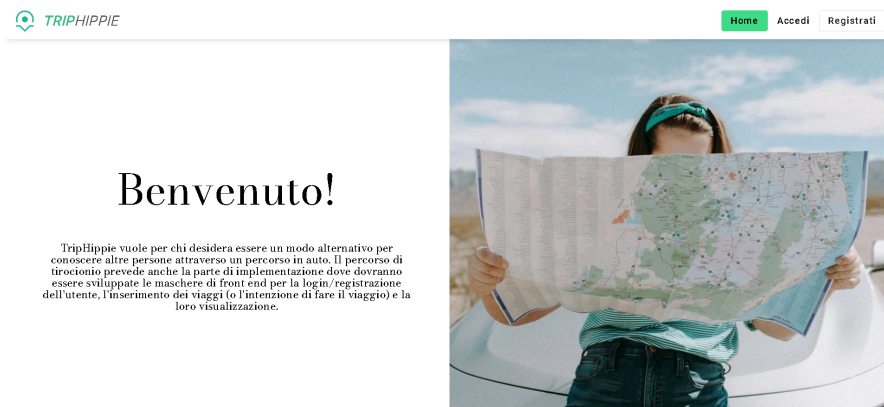 TRIPHIPPIE
Home
Accedi
Registrati
Benvenuto!
TripHippie vuole per chi desidera essere un modo alternativo per
conoscere altre persone attraverso un percorso in auto. Il percorso di
tirocionio prevede anche la parte di implementazione dove dovranno
essere sviluppate le maschere di front end per la login/registrazione
dell'utente, l'inserimento dei viaggi (o l'intenzione di fare il viaggio) e la
loro visualizzazione.